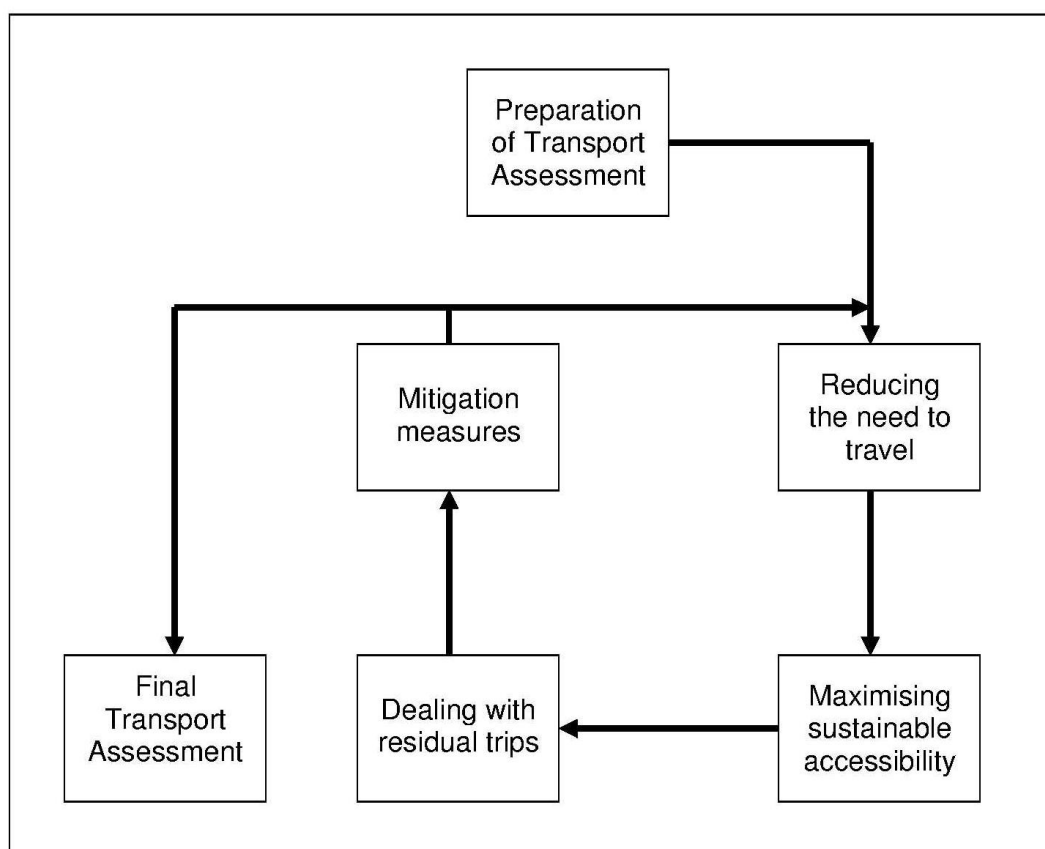 Preparation
of Transport
Assessment
Mitigation
measures
Reducing
the need to
travel
Final
Transport
Assessment
Dealing with
residual trips
Maximising
sustainable
accessibility